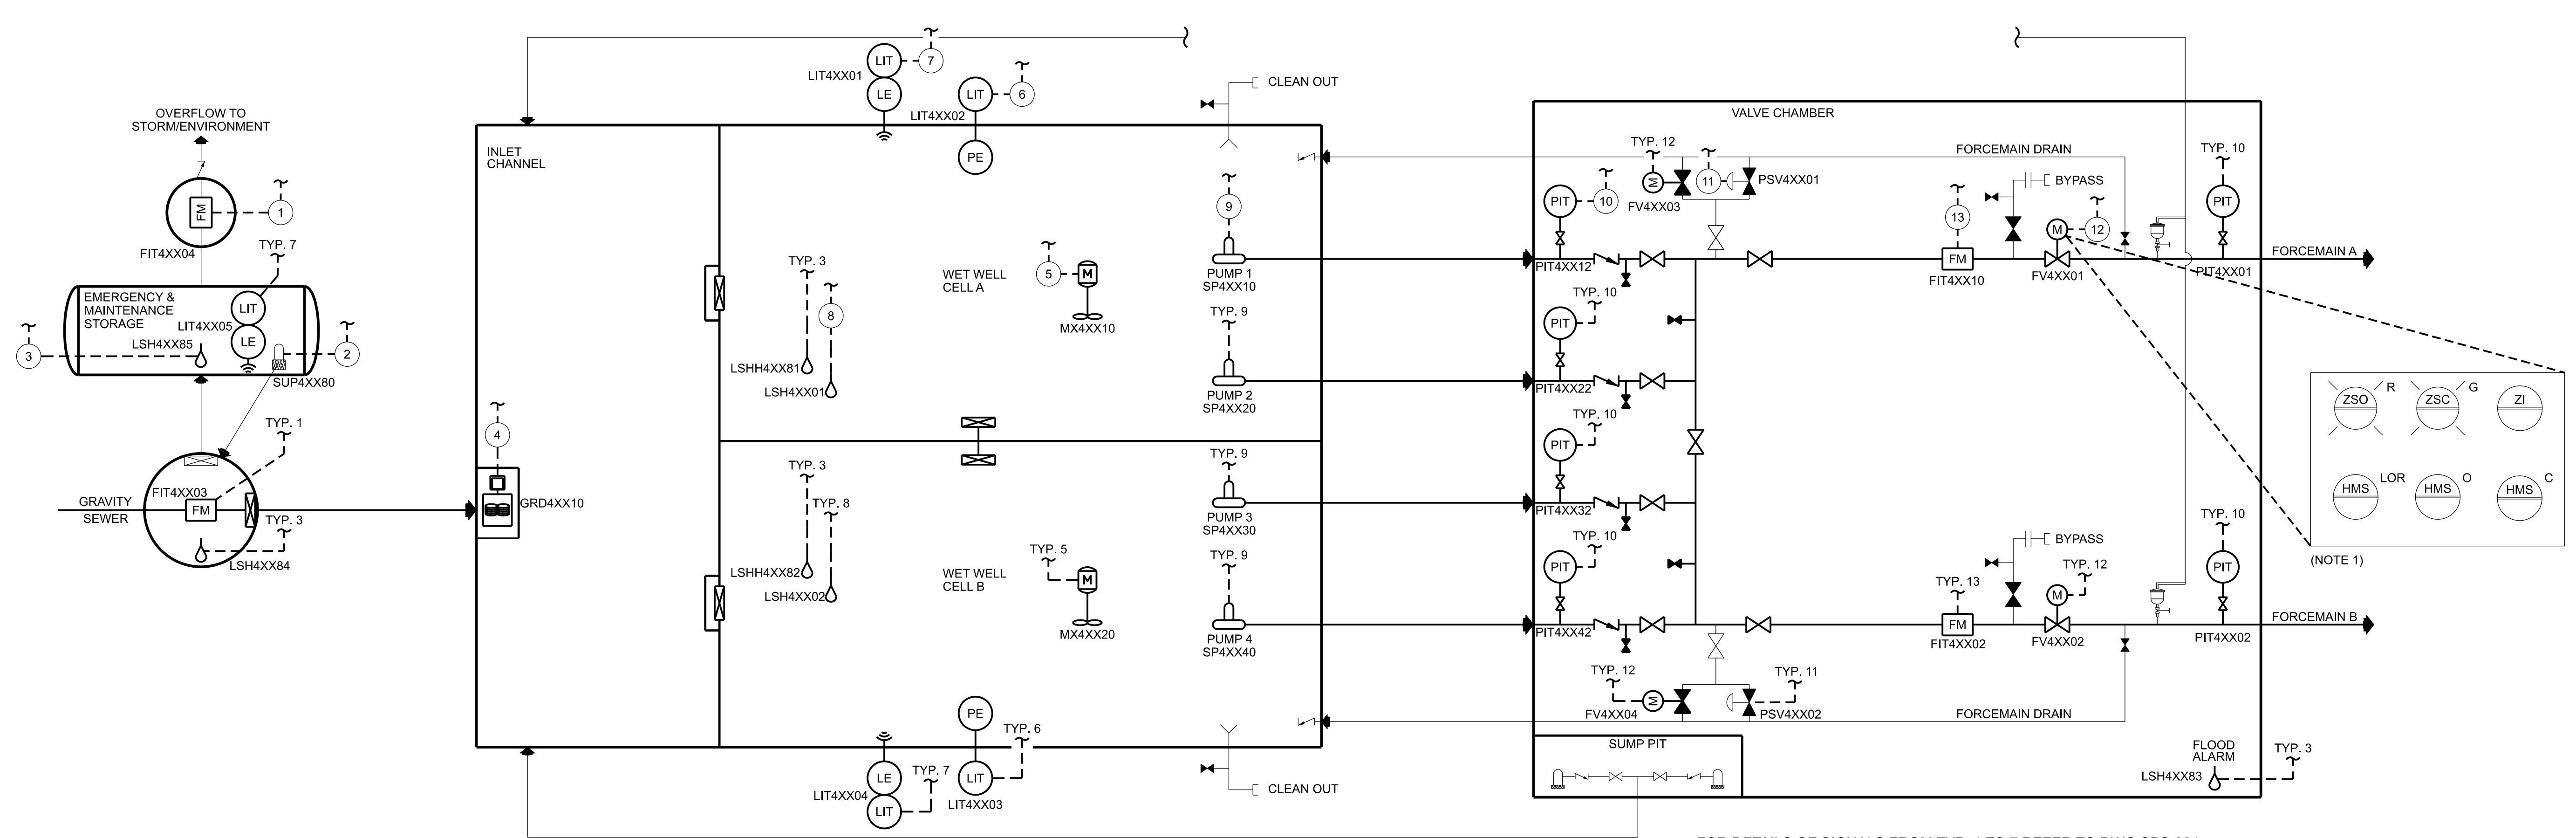 OVERFLOW TO
STORM/ENVIRONMENT
FM
1
FIT4XX04
TYP. 7
EMERGENCY &
MAINTENANCE
STORAGE
LIT
LIT4XX05
LE
LSH4XX85
3
2
SUP4XX80
TYP. 1
FIT4XX03
GRAVITY
SEWER
FM
TYP. 3
LSH4XX84
INLET
CHANNEL
4
GRD4XX10
LIT
7
LIT4XX01
LE
LIT
6
LIT4XX02
PE
CLEAN OUT
TYP. 3
8
LSHH4XX81
LSH4XX01
WET WELL
CELL A
5
M
MX4XX10
9
PUMP 1
SP4XX10
TYP. 9
PUMP 2
SP4XX20
TYP. 3
TYP. 8
LSHH4XX82
LSH4XX02
WET WELL
CELL B
TYP. 5
M
MX4XX20
TYP. 9
PUMP 3
SP4XX30
TYP. 9
PUMP 4
SP4XX40
PE
TYP. 6
LE
TYP. 7
LIT
LIT4XX04
LIT
LIT4XX03
CLEAN OUT
VALVE CHAMBER
TYP. 12
M
FV4XX03
11
PSV4XX01
FORCEMAIN DRAIN
PIT
10
PIT4XX12
13
FM
FIT4XX10
BYPASS
M
12
FV4XX01
TYP. 10
PIT
PIT4XX01
FORCEMAIN A
TYP. 10
PIT
PIT4XX22
TYP. 10
PIT
PIT4XX32
TYP. 10
PIT
PIT4XX42
TYP. 13
FM
FIT4XX02
BYPASS
TYP. 12
M
FV4XX02
TYP. 10
PIT
PIT4XX02
FORCEMAIN B
TYP. 12
M
FV4XX04
TYP. 11
PSV4XX02
FORCEMAIN DRAIN
SUMP PIT
FLOOD
ALARM
TYP. 3
LSH4XX83
ZSO
R
ZSC
G
ZI
HMS
LOR
HMS
O
HMS
C
(NOTE 1)